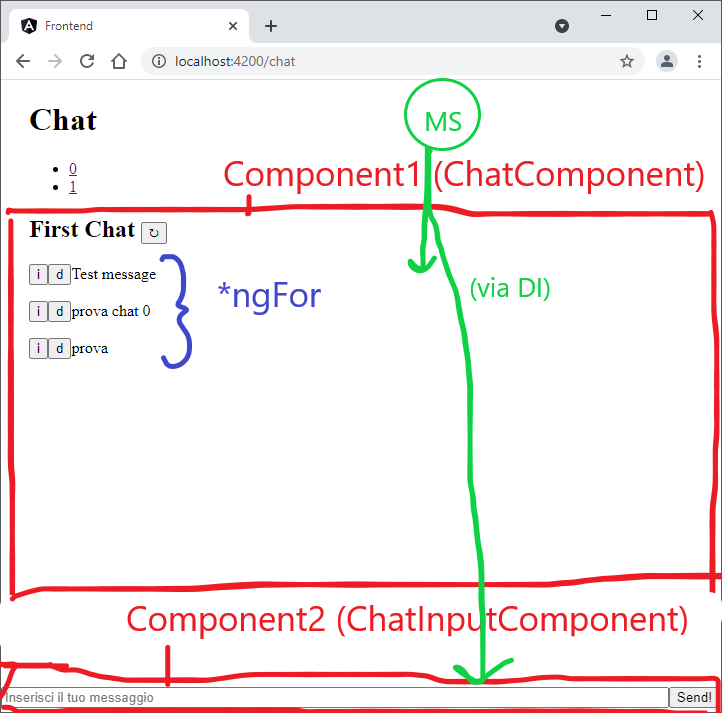 Frontend
localhost:4200/chat
Chat
MS
0
1
Component1 (ChatComponent)
First Chat ↻
i d Test message
*ngFor
(via DI)
i d prova chat 0
i d prova
Component2 (ChatInputComponent)
Inserisci il tuo messaggio
Send!